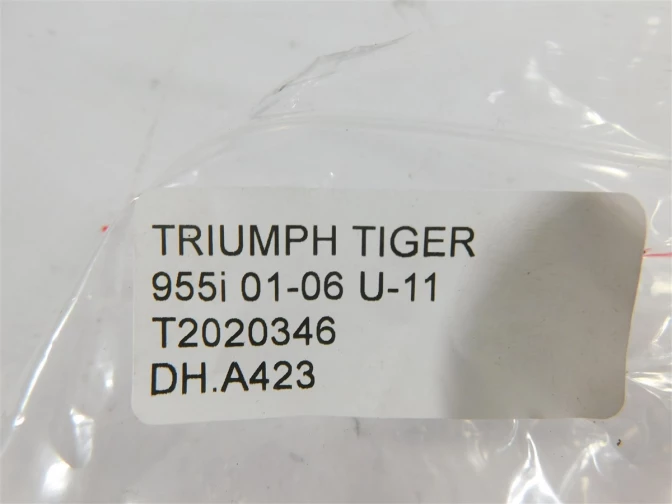 TRIUMPH TIGER
955i 01-06 U-11
T2020346
DH.A423